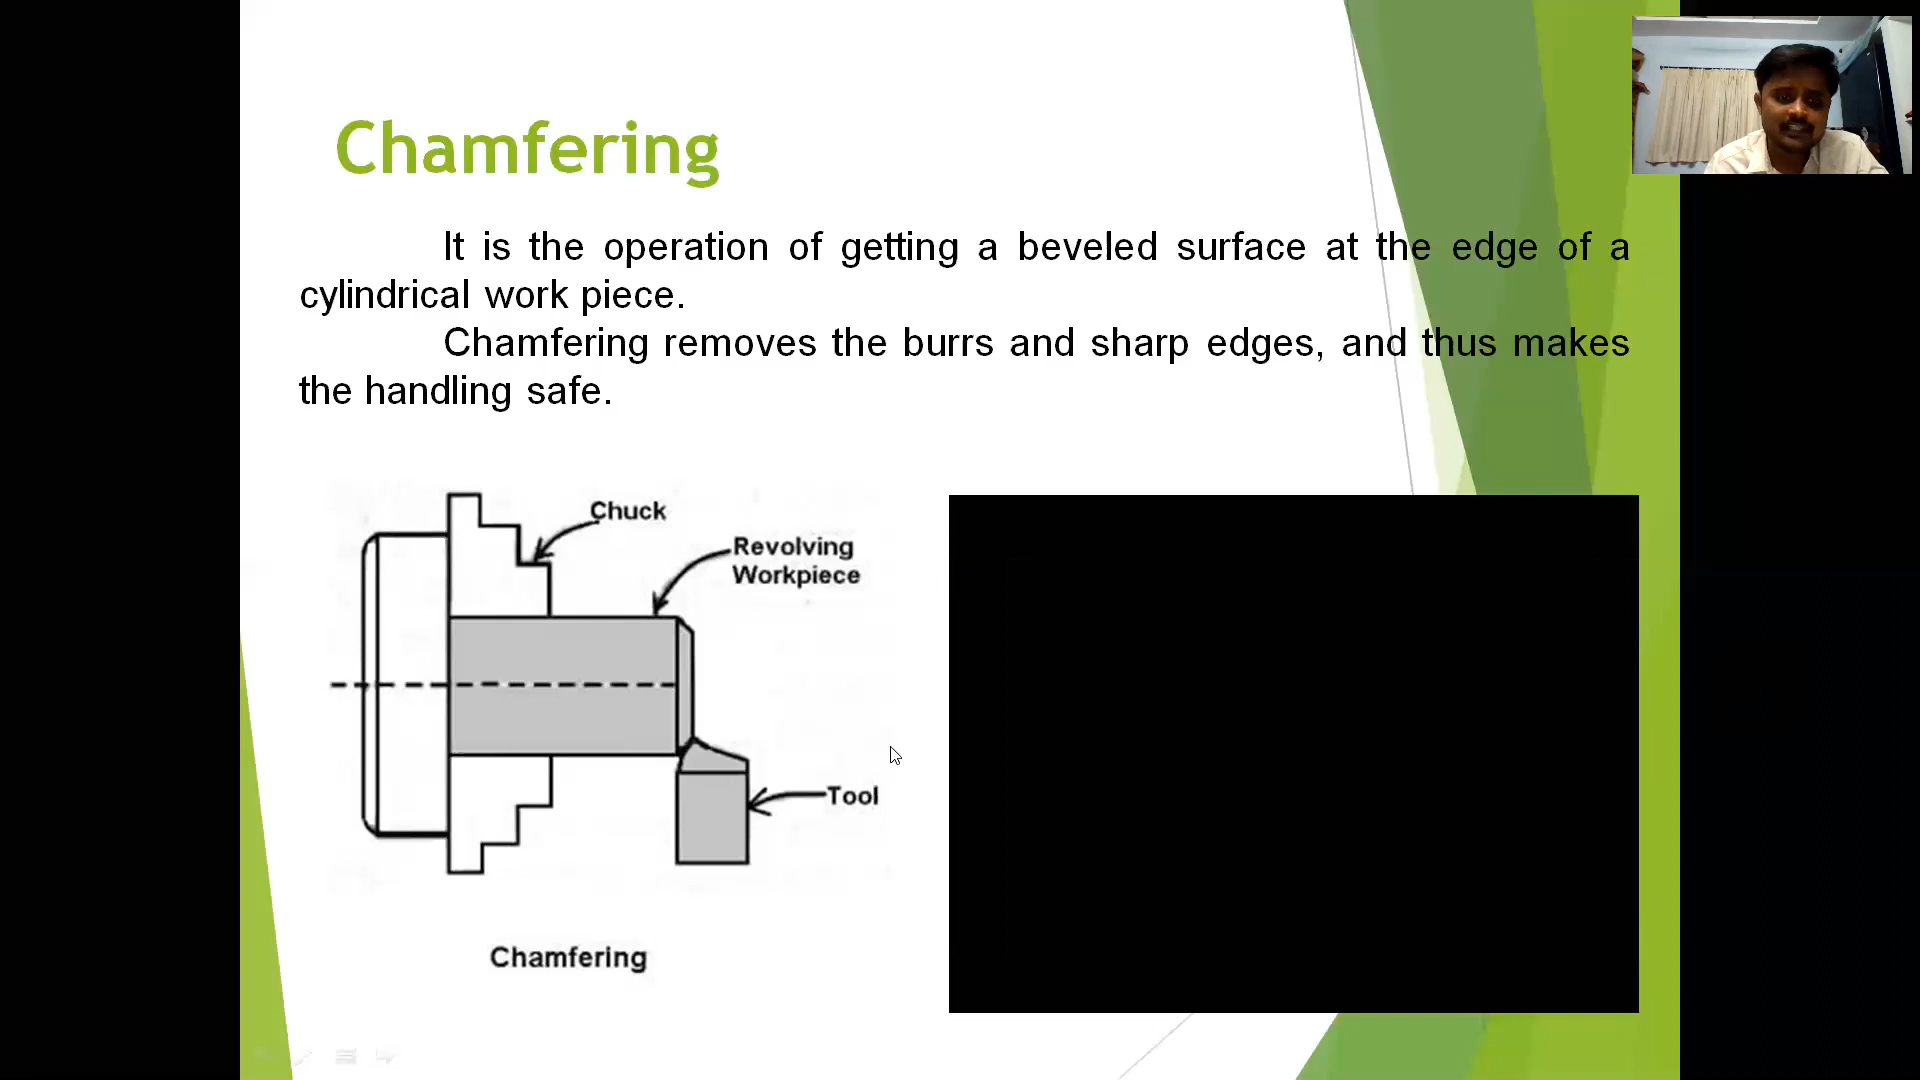 Chamfering
It is the operation of getting a beveled surface at the edge of a
cylindrical work piece.
Chamfering removes the burrs and sharp edges, and thus makes
the handling safe.
Chuck
Revolving
Workpiece
Tool
Chamfering